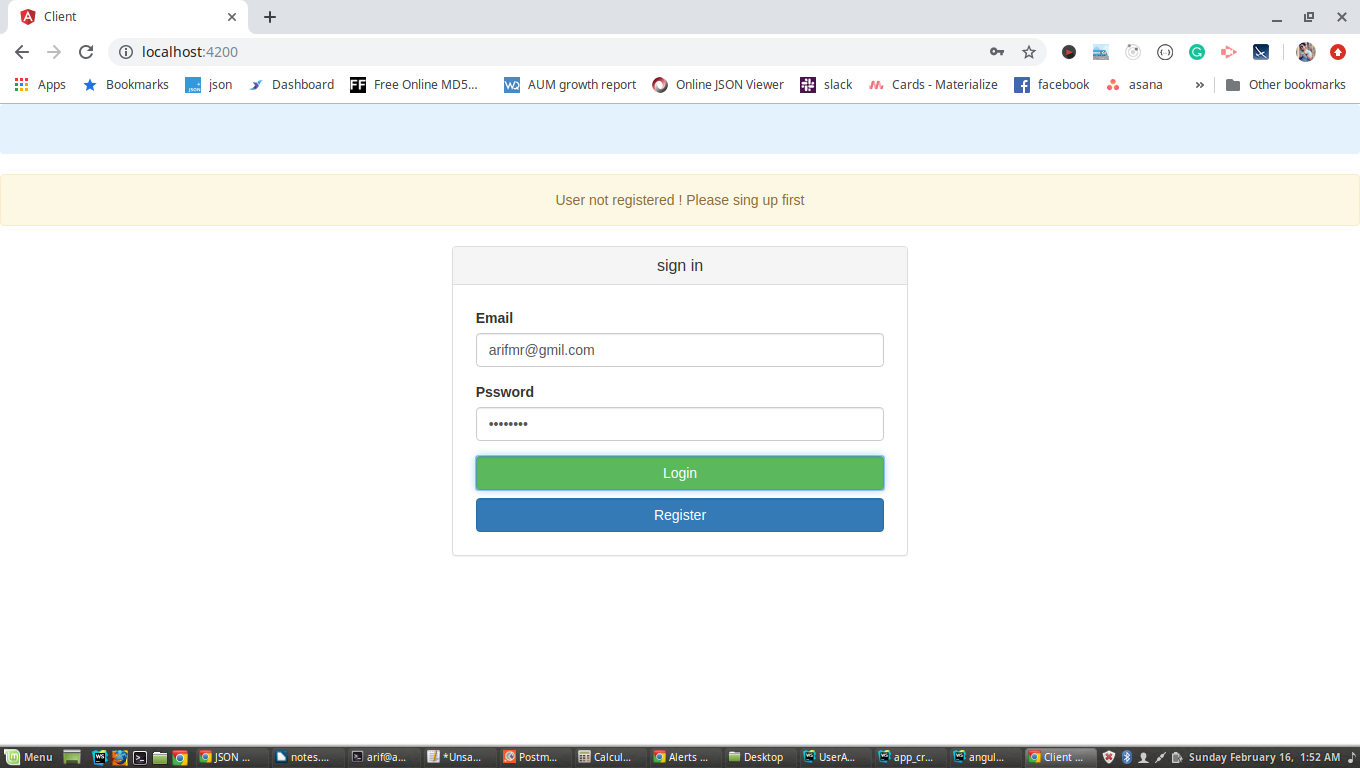 Client
localhost:4200
Apps Bookmarks json Dashboard FF Free Online MD5... AUM growth report Online JSON Viewer slack Cards - Materialize facebook asana » Other bookmarks
User not registered ! Please sing up first
sign in
Email
arifmr@gmil.com
Pssword
••••••••
Login
Register
Menu JSON ... notes.... arif@a... *Unsa... Postm... Calcul... Alerts ... Desktop UserA... app_cr... angul... Client ... Sunday February 16, 1:52 AM